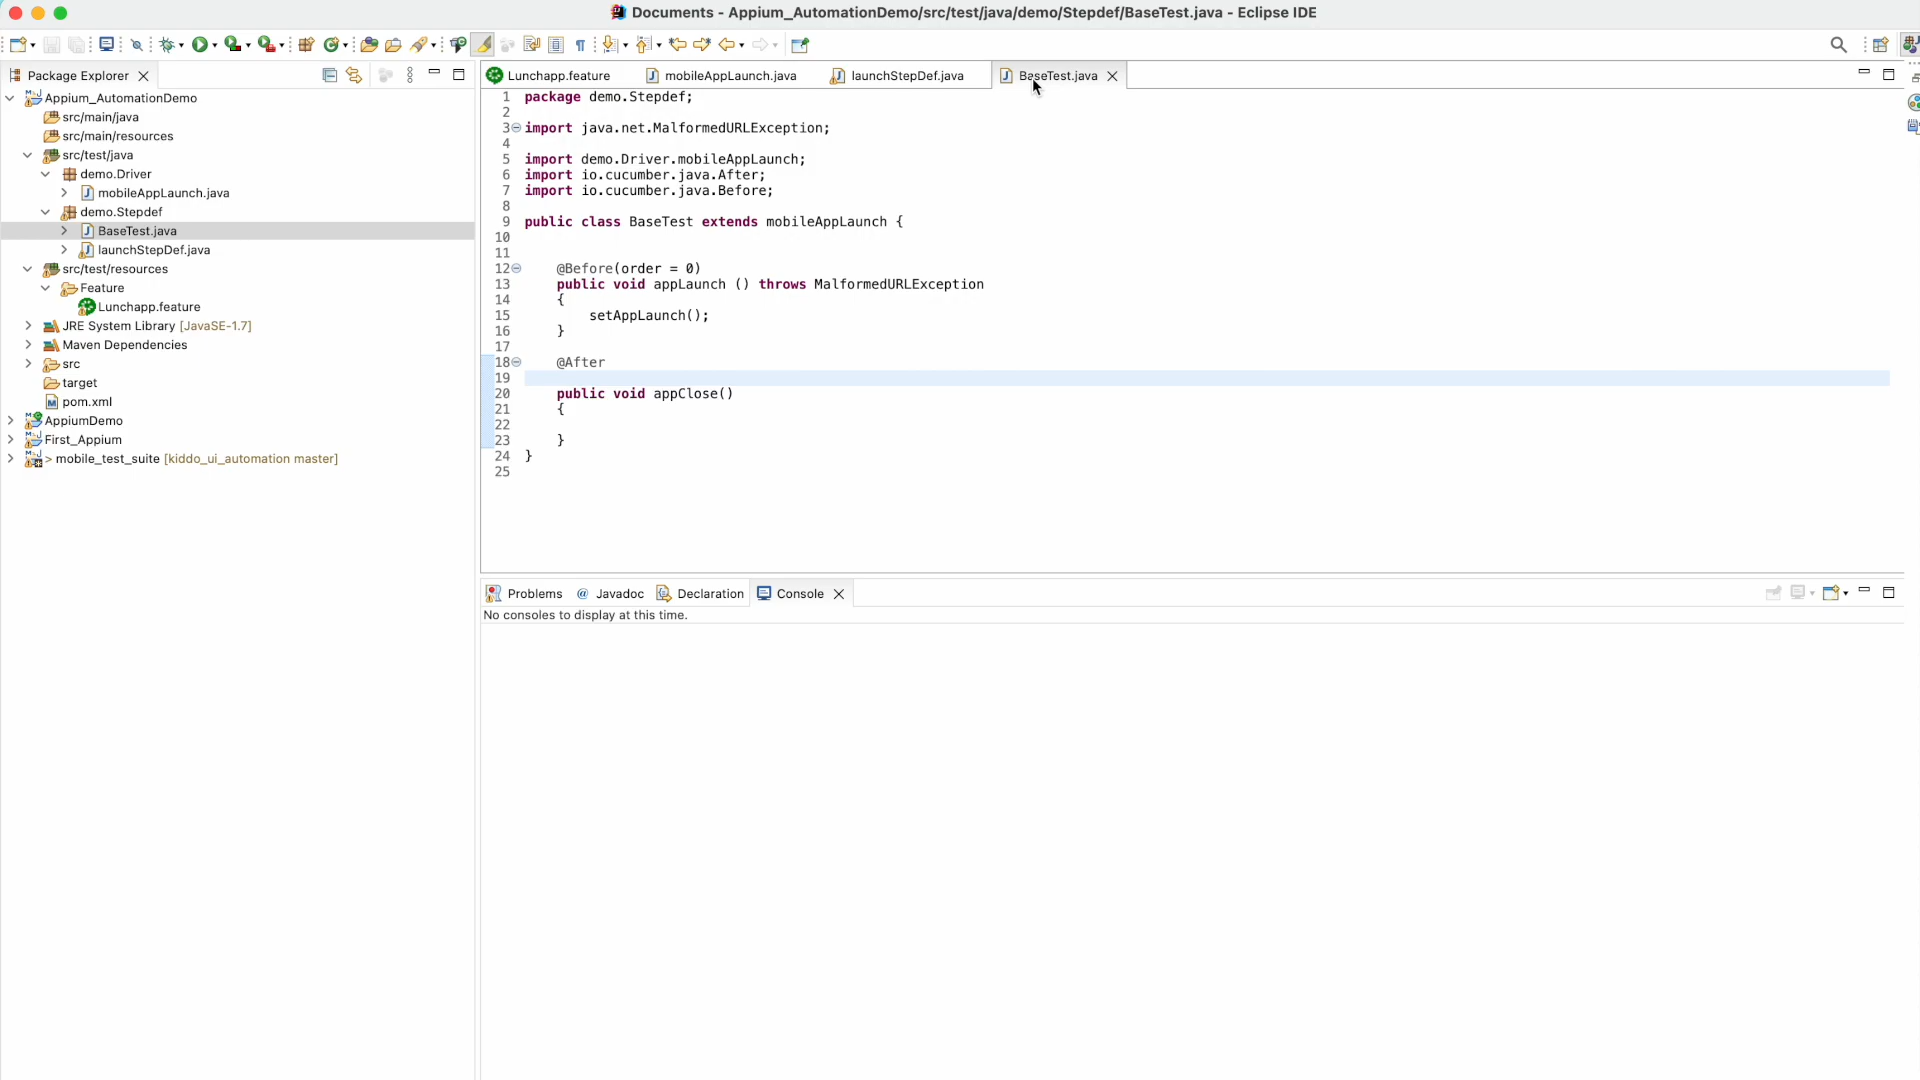 Documents - Appium_AutomationDemo/src/test/java/demo/Stepdef/BaseTest.java - Eclipse IDE
Package Explorer
Appium_AutomationDemo
src/main/java
src/main/resources
src/test/java
demo.Driver
mobileAppLaunch.java
demo.Stepdef
BaseTest.java
launchStepDef.java
src/test/resources
Feature
Lunchapp.feature
JRE System Library [JavaSE-1.7]
Maven Dependencies
src
target
pom.xml
AppiumDemo
First_Appium
> mobile_test_suite [kiddo_ui_automation master]
Lunchapp.feature mobileAppLaunch.java launchStepDef.java BaseTest.java
1 package demo.Stepdef;
2
3 import java.net.MalformedURLException;
4
5 import demo.Driver.mobileAppLaunch;
6 import io.cucumber.java.After;
7 import io.cucumber.java.Before;
8
9 public class BaseTest extends mobileAppLaunch {
10
11
12 @Before(order = 0)
13 public void appLaunch () throws MalformedURLException
14 {
15 setAppLaunch();
16 }
17
18 @After
19
20 public void appClose()
21 {
22
23 }
24 }
25
Problems @ Javadoc Declaration Console
No consoles to display at this time.